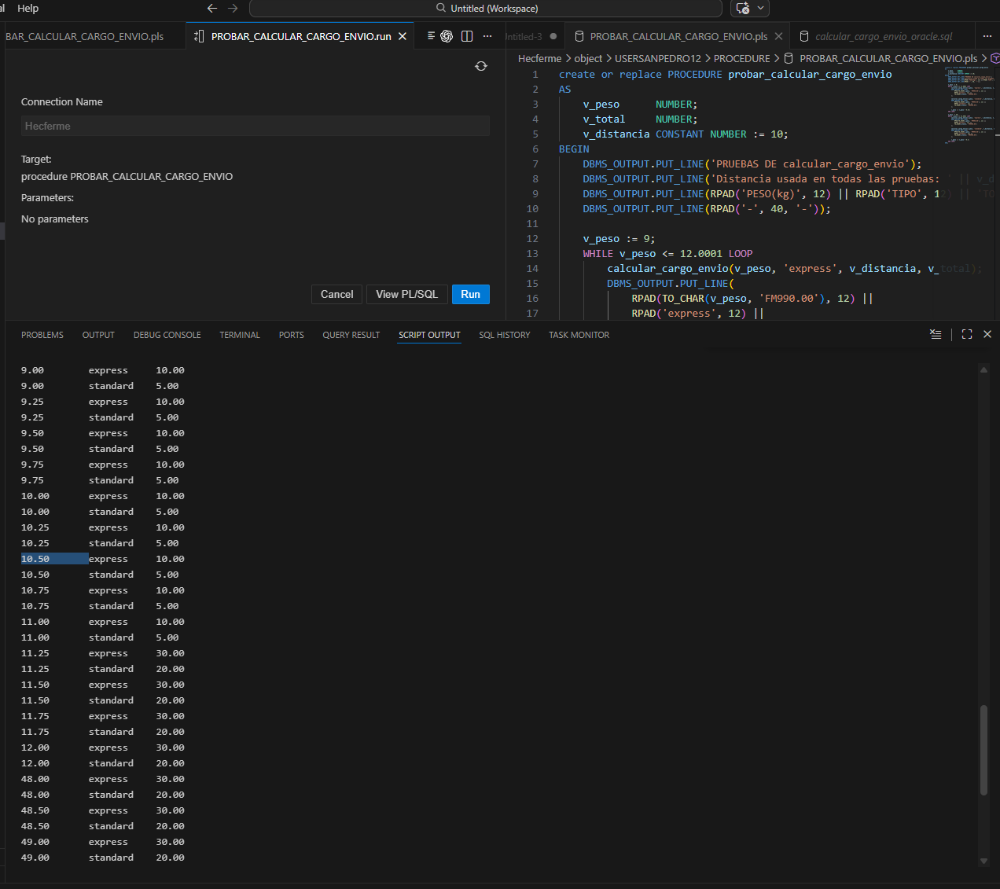 Help
Untitled (Workspace)
BAR_CALCULAR_CARGO_ENVIO.pls
PROBAR_CALCULAR_CARGO_ENVIO.run
Connection Name
Hecferme
Target:
procedure PROBAR_CALCULAR_CARGO_ENVIO
Parameters:
No parameters
Cancel
View PL/SQL
Run
ntitled-3
PROBAR_CALCULAR_CARGO_ENVIO.pls
calcular_cargo_envio_oracle.sql
Hecferme > object > USERSANPEDRO12 > PROCEDURE > PROBAR_CALCULAR_CARGO_ENVIO.pls >
1 create or replace PROCEDURE probar_calcular_cargo_envio
2 AS
3 v_peso NUMBER;
4 v_total NUMBER;
5 v_distancia CONSTANT NUMBER := 10;
6 BEGIN
7 DBMS_OUTPUT.PUT_LINE('PRUEBAS DE calcular_cargo_envio');
8 DBMS_OUTPUT.PUT_LINE('Distancia usada en todas las pruebas: ' || v_d
9 DBMS_OUTPUT.PUT_LINE(RPAD('PESO(kg)', 12) || RPAD('TIPO', 12) || 'TO
10 DBMS_OUTPUT.PUT_LINE(RPAD('-', 40, '-'));
11
12 v_peso := 9;
13 WHILE v_peso <= 12.0001 LOOP
14 calcular_cargo_envio(v_peso, 'express', v_distancia, v_total);
15 DBMS_OUTPUT.PUT_LINE(
16 RPAD(TO_CHAR(v_peso, 'FM990.00'), 12) ||
17 RPAD('express', 12) ||
PROBLEMS OUTPUT DEBUG CONSOLE TERMINAL PORTS QUERY RESULT SCRIPT OUTPUT SQL HISTORY TASK MONITOR
9.00 express 10.00
9.00 standard 5.00
9.25 express 10.00
9.25 standard 5.00
9.50 express 10.00
9.50 standard 5.00
9.75 express 10.00
9.75 standard 5.00
10.00 express 10.00
10.00 standard 5.00
10.25 express 10.00
10.25 standard 5.00
10.50 express 10.00
10.50 standard 5.00
10.75 express 10.00
10.75 standard 5.00
11.00 express 10.00
11.00 standard 5.00
11.25 express 30.00
11.25 standard 20.00
11.50 express 30.00
11.50 standard 20.00
11.75 express 30.00
11.75 standard 20.00
12.00 express 30.00
12.00 standard 20.00
48.00 express 30.00
48.00 standard 20.00
48.50 express 30.00
48.50 standard 20.00
49.00 express 30.00
49.00 standard 20.00